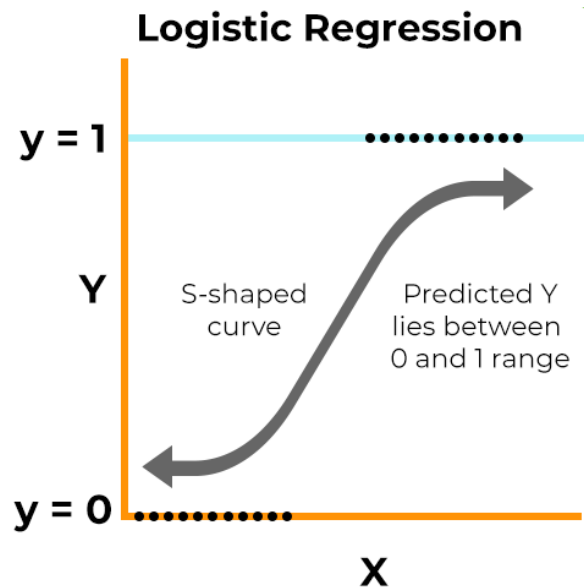 Logistic Regression
y = 1
Y
S-shaped
curve
Predicted Y
lies between
0 and 1 range
y = 0
X